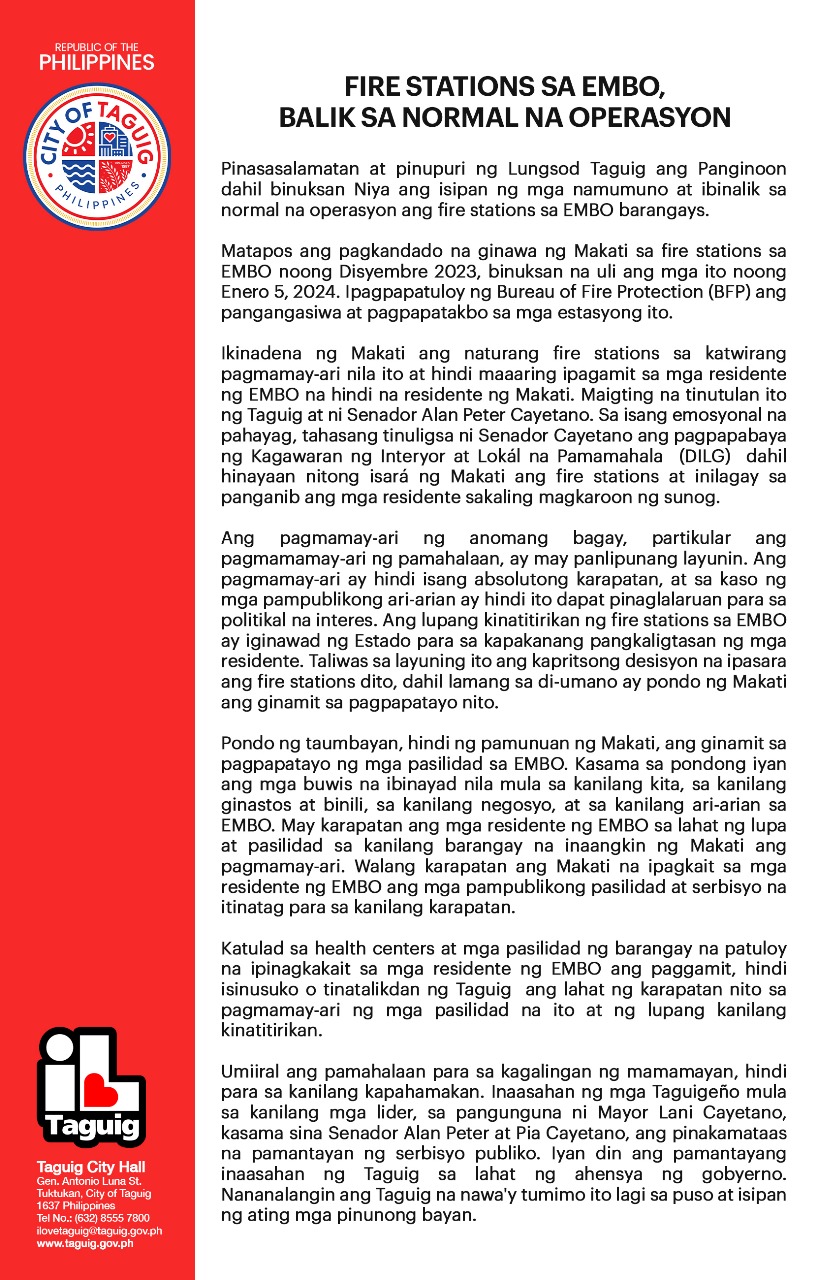 REPUBLIC OF THE
PHILIPPINES
CITY OF TAGUIG
PHILIPPINES
FIRE STATIONS SA EMBO,
BALIK SA NORMAL NA OPERASYON
Pinasasalamatan at pinupuri ng Lungsod Taguig ang Panginoon
dahil binuksan Niya ang isipan ng mga namumuno at ibinalik sa
normal na operasyon ang fire stations sa EMBO barangays.
Matapos ang pagkandado na ginawa ng Makati sa fire stations sa
EMBO noong Disyembre 2023, binuksan na uli ang mga ito noong
Enero 5, 2024. Ipagpapatuloy ng Bureau of Fire Protection (BFP) ang
pangangasiwa at pagpapatakbo sa mga estasyong ito.
Ikinadena ng Makati ang naturang fire stations sa katwirang
pagmamay-ari nila ito at hindi maaaring ipagamit sa mga residente
ng EMBO na hindi na residente ng Makati. Maigting na tinutulan ito
ng Taguig at ni Senador Alan Peter Cayetano. Sa isang emosyonal na
pahayag, tahasang tinuligsa ni Senador Cayetano ang pagpapabaya
ng Kagawaran ng Interyor at Lokál na Pamamahala (DILG) dahil
hinayaan nitong isará ng Makati ang fire stations at inilagay sa
panganib ang mga residente sakaling magkaroon ng sunog.
Ang pagmamay-ari ng anomang bagay, partikular ang
pagmamamay-ari ng pamahalaan, ay may panlipunang layunin. Ang
pagmamay-ari ay hindi isang absolutong karapatan, at sa kaso ng
mga pampublikong ari-arian ay hindi ito dapat pinaglalaruan para sa
politikal na interes. Ang lupang kinatitirikan ng fire stations sa EMBO
ay iginawad ng Estado para sa kapakanang pangkaligtasan ng mga
residente. Taliwas sa layuning ito ang kapritsong desisyon na ipasara
ang fire stations dito, dahil lamang sa di-umano ay pondo ng Makati
ang ginamit sa pagpapatayo nito.
Pondo ng taumbayan, hindi ng pamunuan ng Makati, ang ginamit sa
pagpapatayo ng mga pasilidad sa EMBO. Kasama sa pondong iyan
ang mga buwis na ibinayad nila mula sa kanilang kita, sa kanilang
ginastos at binili, sa kanilang negosyo, at sa kanilang ari-arian sa
EMBO. May karapatan ang mga residente ng EMBO sa lahat ng lupa
at pasilidad sa kanilang barangay na inaangkin ng Makati ang
pagmamay-ari. Walang karapatan ang Makati na ipagkait sa mga
residente ng EMBO ang mga pampublikong pasilidad at serbisyo na
itinatag para sa kanilang karapatan.
Katulad sa health centers at mga pasilidad ng barangay na patuloy
na ipinagkakait sa mga residente ng EMBO ang paggamit, hindi
isinusuko o tinatalikdan ng Taguig ang lahat ng karapatan nito sa
pagmamay-ari ng mga pasilidad na ito at ng lupang kanilang
kinatitirikan.
Umiiral ang pamahalaan para sa kagalingan ng mamamayan, hindi
para sa kanilang kapahamakan. Inaasahan ng mga Taguigeño mula
sa kanilang mga lider, sa pangunguna ni Mayor Lani Cayetano,
kasama sina Senador Alan Peter at Pia Cayetano, ang pinakamataas
na pamantayan ng serbisyo publiko. Iyan din ang pamantayang
inaasahan ng Taguig sa lahat ng ahensya ng gobyerno.
Nananalangin ang Taguig na nawa'y tumimo ito lagi sa puso at isipan
ng ating mga pinunong bayan.
iL
Taguig
Taguig City Hall
Gen. Antonio Luna St.
Tuktukan, City of Taguig
1637 Philippines
Tel No.: (632) 8555 7800
ilovetaguig@taguig.gov.ph
www.taguig.gov.ph